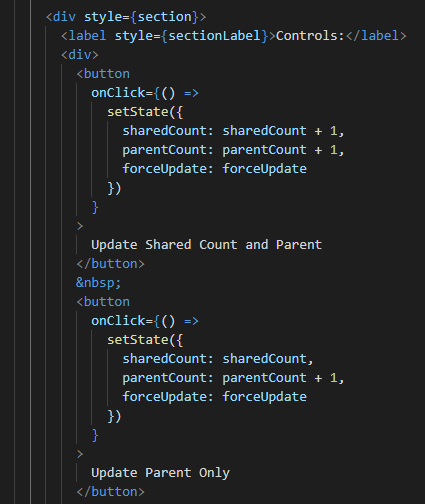 <div style={section}>
<label style={sectionLabel}>Controls:</label>
<div>
<button
onClick={() =>
setState({
sharedCount: sharedCount + 1,
parentCount: parentCount + 1,
forceUpdate: forceUpdate
})
}
>
Update Shared Count and Parent
</button>
&nbsp;
<button
onClick={() =>
setState({
sharedCount: sharedCount,
parentCount: parentCount + 1,
forceUpdate: forceUpdate
})
}
>
Update Parent Only
</button>